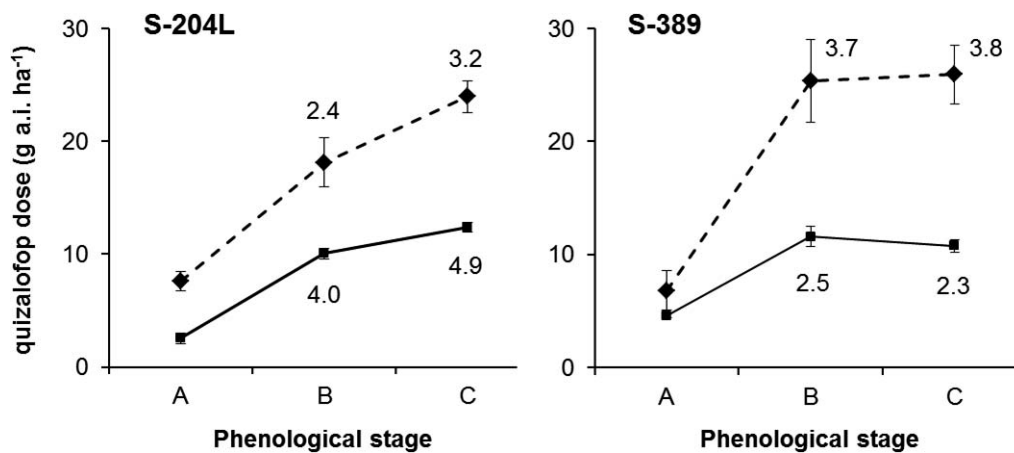 S-204L
30
20
10
0
quizalofop dose (g a.i. ha⁻¹)
2.4
3.2
4.0
4.9
A B C
Phenological stage
S-389
30
20
10
0
3.7
3.8
2.5
2.3
A B C
Phenological stage